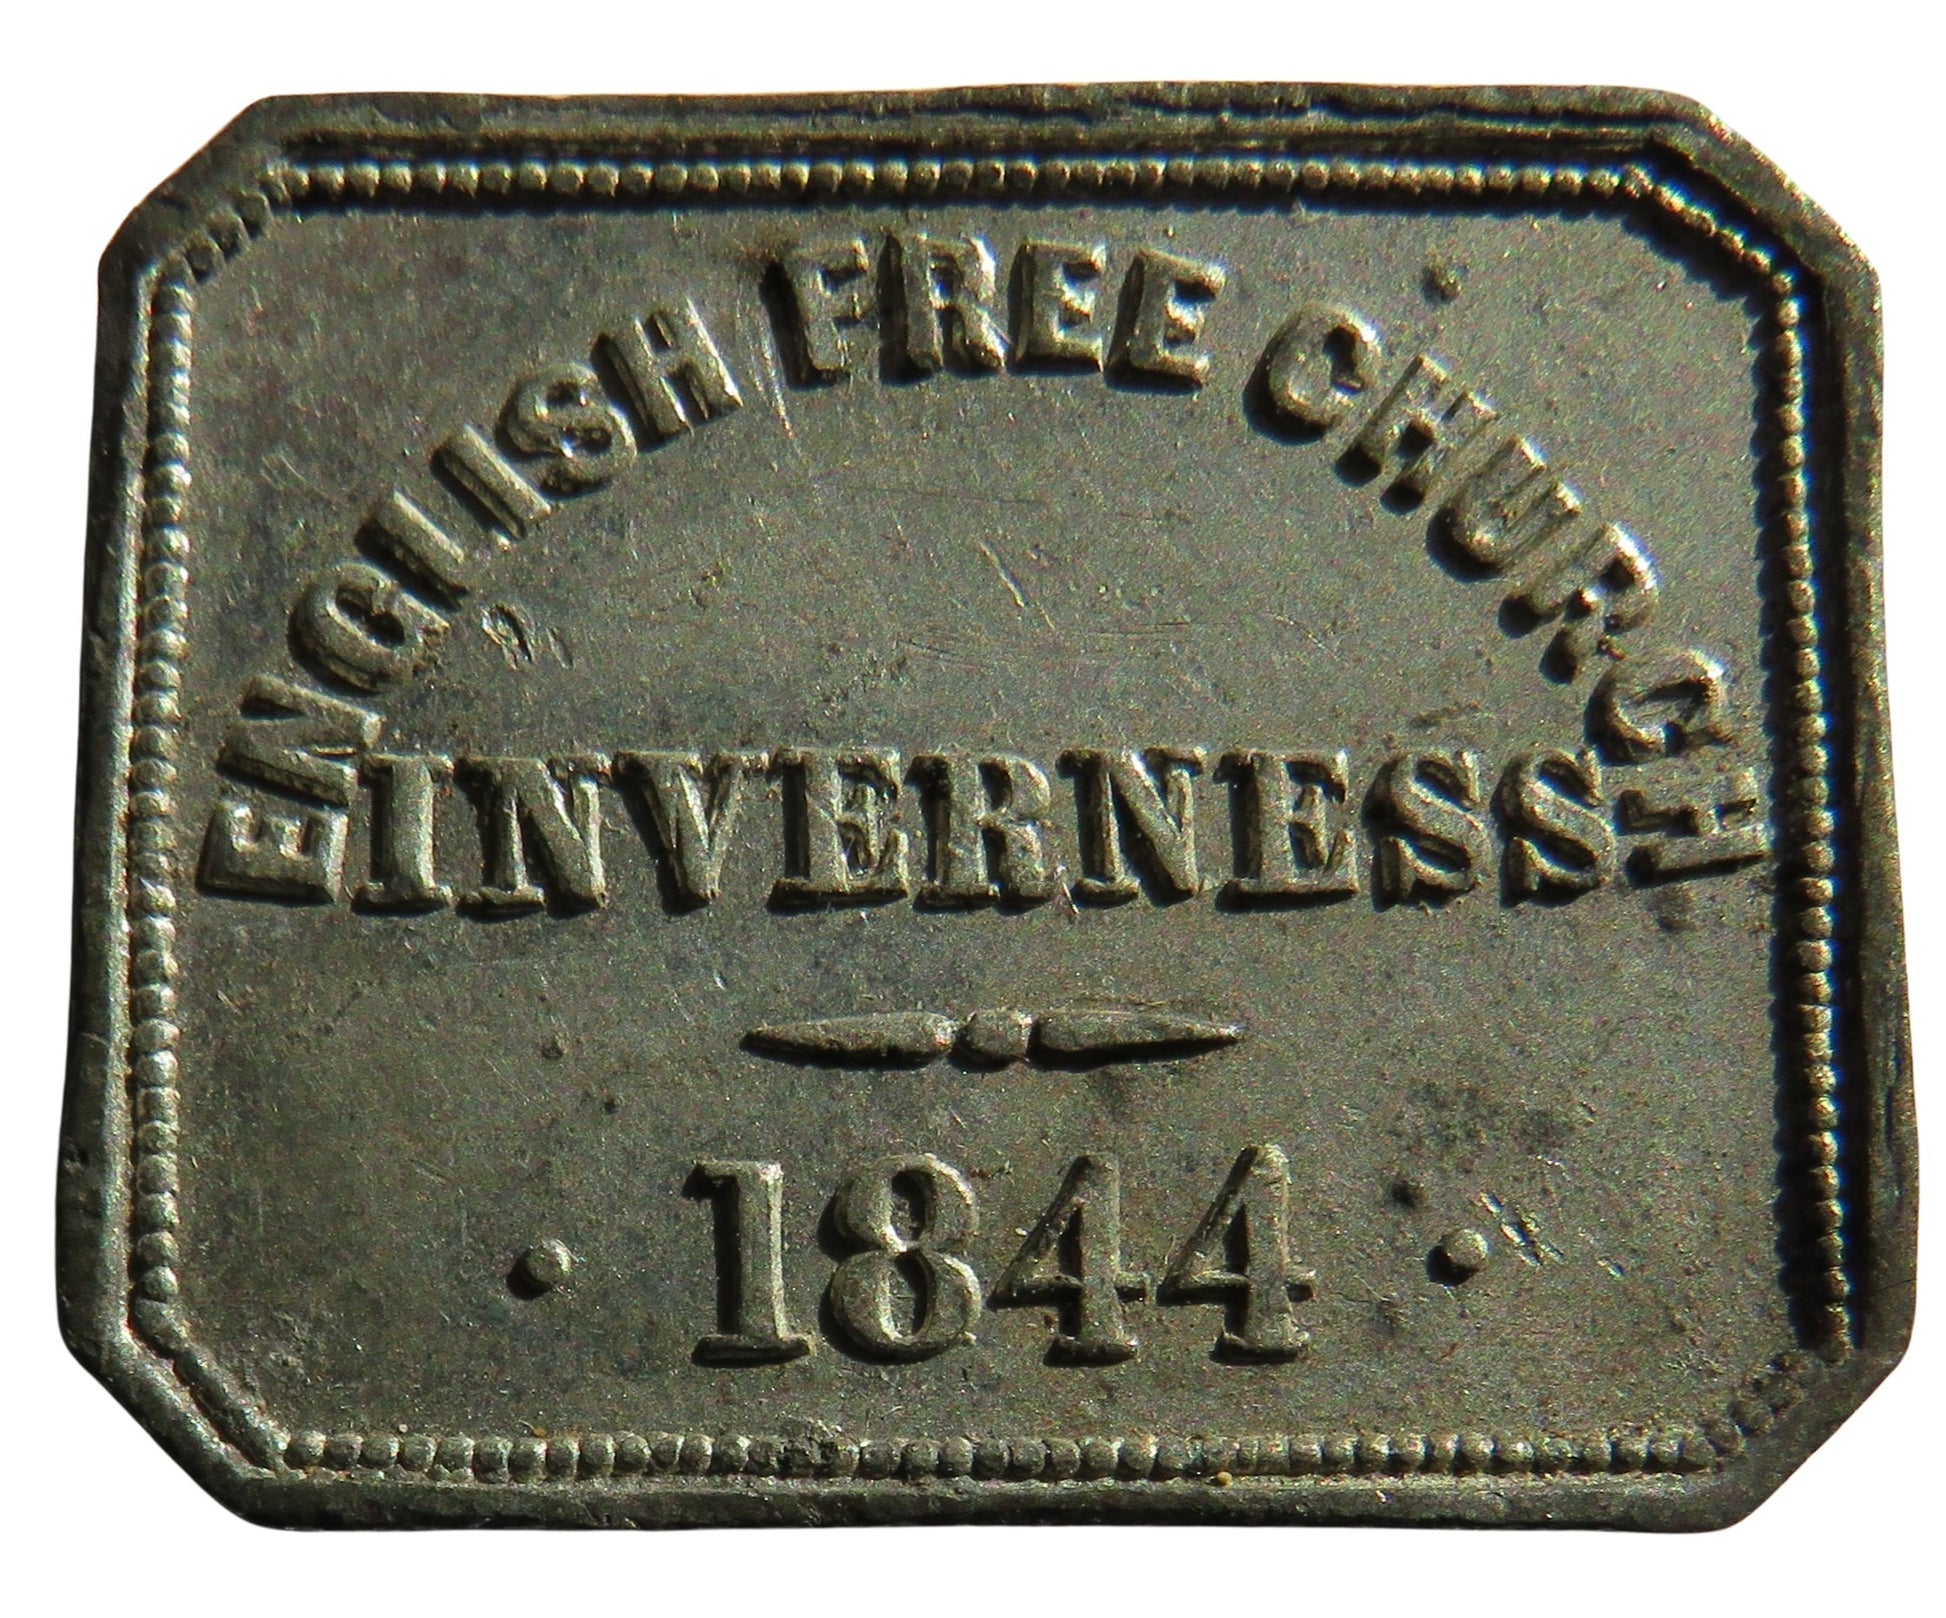 ENGLISH FREE CHURCH
INVERNESS
· 1844 ·